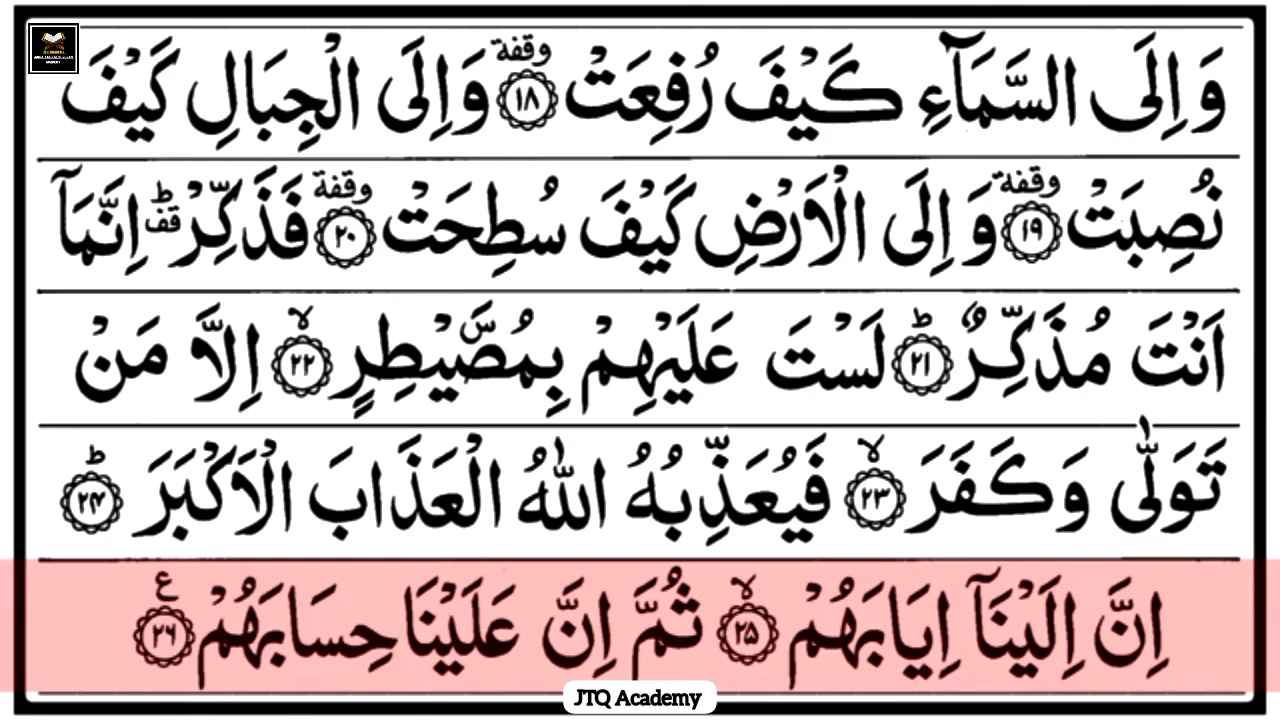 وَ اِلَى السَّمَآءِ كَيْفَ رُفِعَتْ ۱۸ وقفة وَاِلَى الْجِبَالِ كَيْفَ
نُصِبَتْ ۱۹ وقفة وَ اِلَى الْاَرْضِ كَيْفَ سُطِحَتْ ۲۰ وقفة فَذَكِّرْ ؕ قف اِنَّمَآ
اَنْتَ مُذَكِّرٌ ۲۱ ؕ لَسْتَ عَلَيْهِمْ بِمُصَۜيْطِرٍ ۲۲ ۙ اِلَّا مَنْ
تَوَلّٰى وَكَفَرَ ۲۳ ۙ فَيُعَذِّبُهُ اللّٰهُ الْعَذَابَ الْاَكْبَرَ ۲۴ ؕ
اِنَّ اِلَيْنَآ اِيَابَهُمْ ۲۵ ۙ ثُمَّ اِنَّ عَلَيْنَا حِسَابَهُمْ ۲۶ ع
JTQ Academy